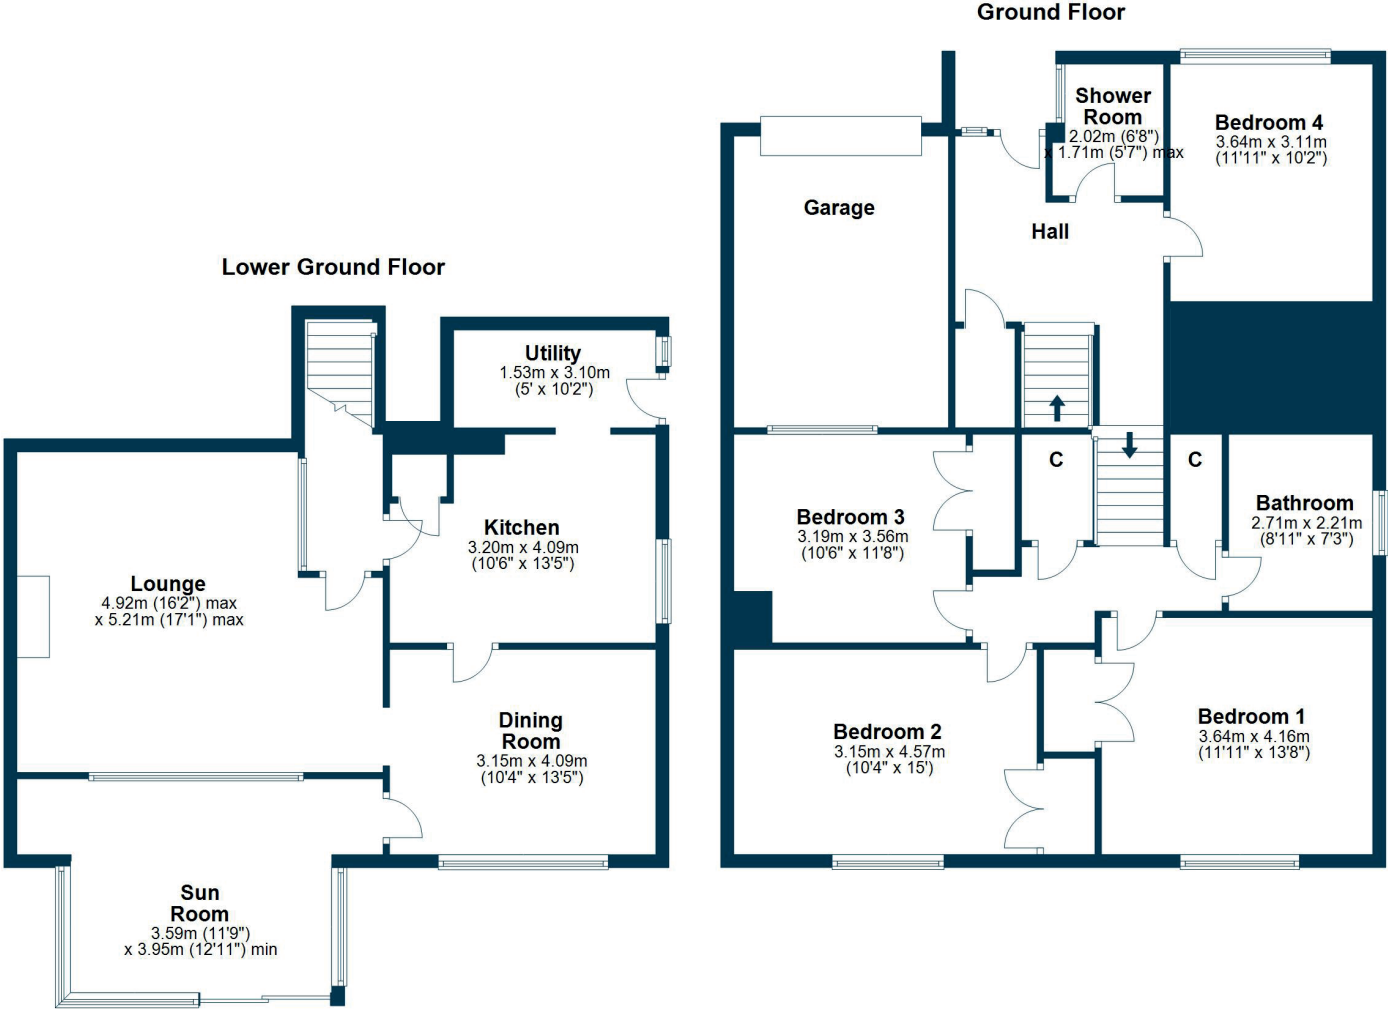 Ground Floor
Shower
Room
2.02m (6'8")
x 1.71m (5'7") max
Bedroom 4
3.64m x 3.11m
(11'11" x 10'2")
Garage
Hall
Lower Ground Floor
Utility
1.53m x 3.10m
(5' x 10'2")
C
C
Kitchen
3.20m x 4.09m
(10'6" x 13'5")
Bedroom 3
3.19m x 3.56m
(10'6" x 11'8")
Bathroom
2.71m x 2.21m
(8'11" x 7'3")
Lounge
4.92m (16'2") max
x 5.21m (17'1") max
Dining
Room
3.15m x 4.09m
(10'4" x 13'5")
Bedroom 2
3.15m x 4.57m
(10'4" x 15')
Bedroom 1
3.64m x 4.16m
(11'11" x 13'8")
Sun
Room
3.59m (11'9")
x 3.95m (12'11") min